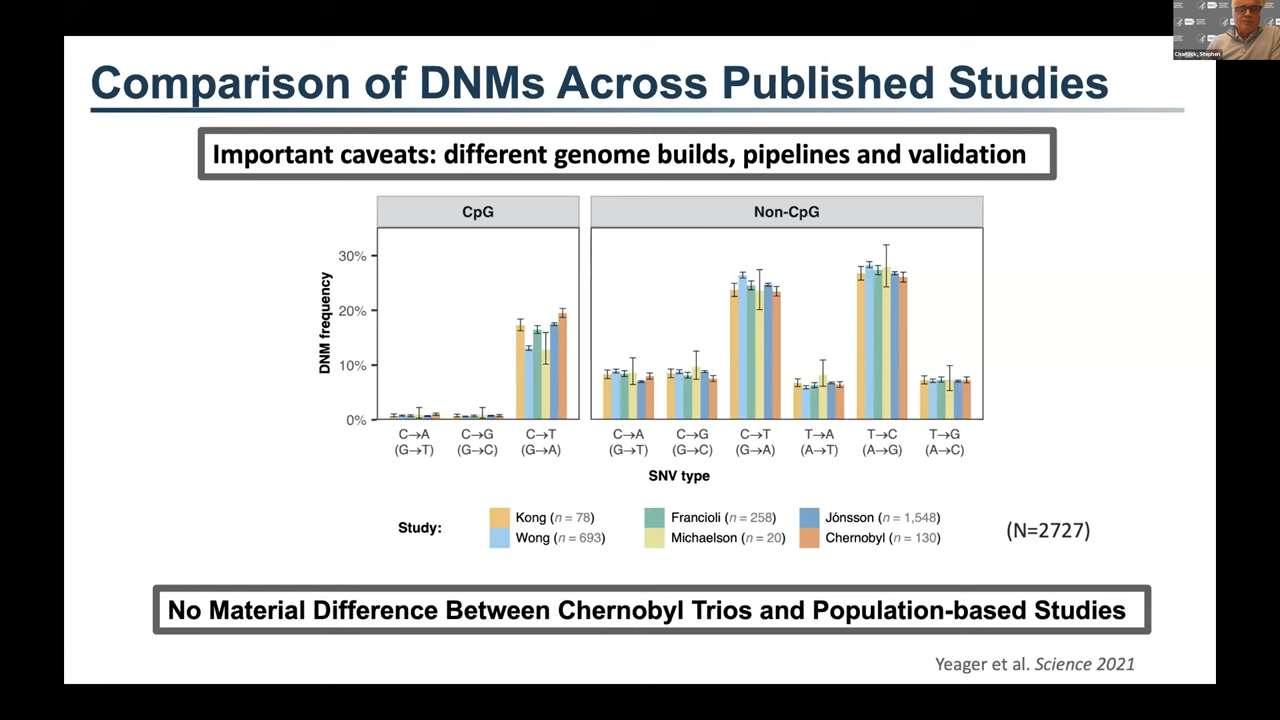 Chanock, Stephen
Comparison of DNMs Across Published Studies
Important caveats: different genome builds, pipelines and validation
CpG
Non-CpG
DNM frequency
30%
20%
10%
0%
C→A C→G C→T C→A C→G C→T T→A T→C T→G
(G→T) (G→C) (G→A) (G→T) (G→C) (G→A) (A→T) (A→G) (A→C)
SNV type
Study:
Kong (n = 78) Francioli (n = 258) Jónsson (n = 1,548)
Wong (n = 693) Michaelson (n = 20) Chernobyl (n = 130)
(N=2727)
No Material Difference Between Chernobyl Trios and Population-based Studies
Yeager et al. Science 2021